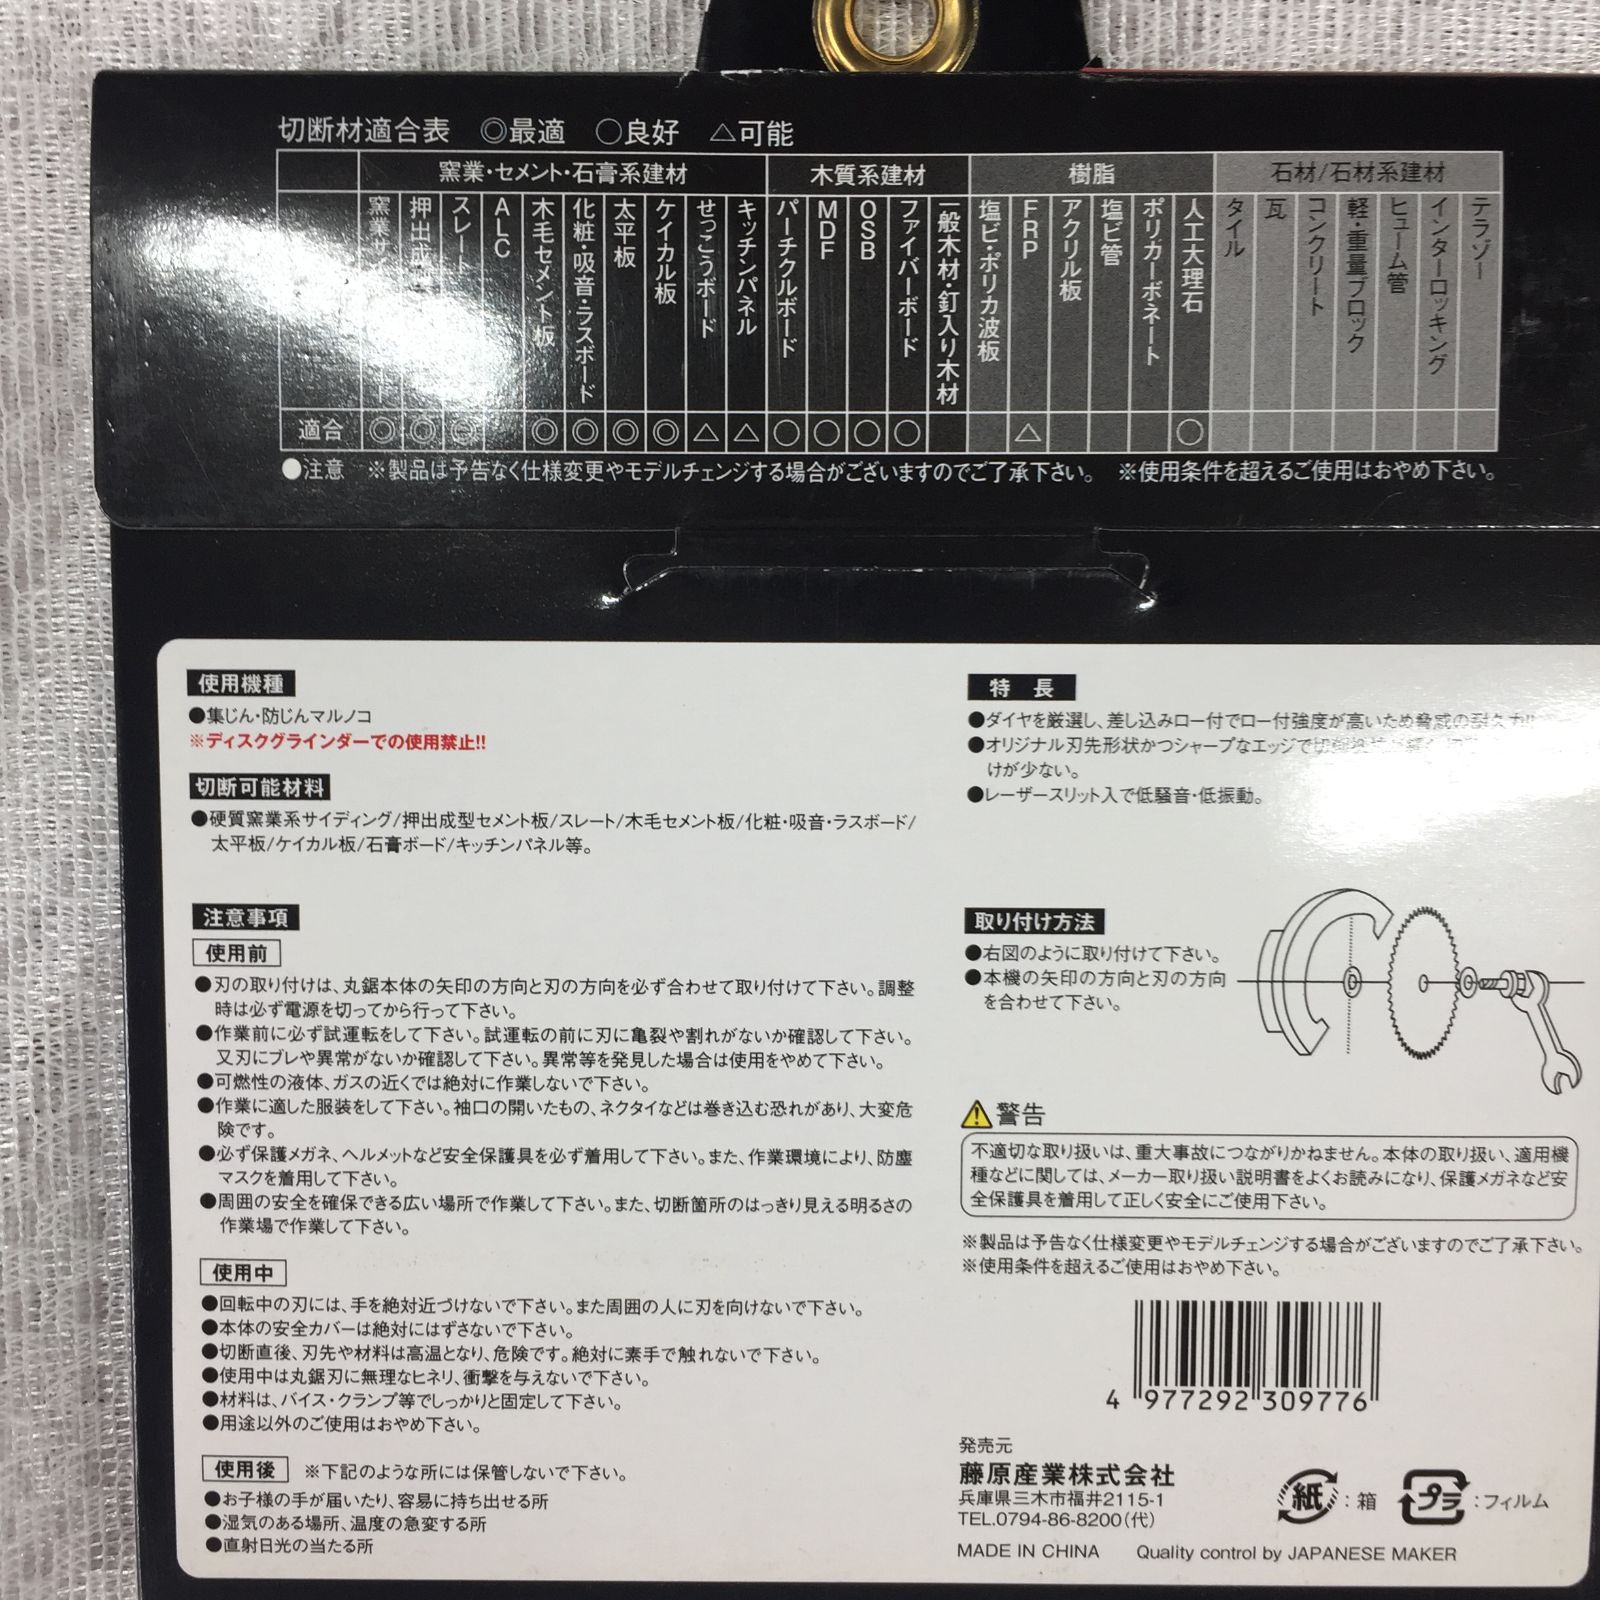 切断材適合表 ◎最適 ○良好 △可能
窯業・セメント・石膏系建材 木質系建材 樹脂 石材/石材系建材
窯業サ
押出成
スレート
ALC
木毛セメント板
化粧・吸音・ラスボード
太平板
ケイカル板
せっこうボード
キッチンパネル
パーチクルボード
MDF
OSB
ファイバーボード
一般木材・釘入り木材
塩ビ・ポリカ波板
FRP
アクリル板
塩ビ管
ポリカーボネート
人工大理石
タイル
瓦
コンクリート
軽・重量ブロック
ヒューム管
インターロッキング
テラゾー
適合 ◎ ◎ ◎ ◎ ◎ ◎ ◎ △ △ ○ ○ ○ ○ △ ○
●注意 ※製品は予告なく仕様変更やモデルチェンジする場合がございますのでご了承下さい。 ※使用条件を超えるご使用はおやめ下さい。
使用機種
●集じん・防じんマルノコ
※ディスクグラインダーでの使用禁止!!
切断可能材料
●硬質窯業系サイディング/押出成型セメント板/スレート/木毛セメント板/化粧・吸音・ラスボード/
太平板/ケイカル板/石膏ボード/キッチンパネル等。
注意事項
使用前
●刃の取り付けは、丸鋸本体の矢印の方向と刃の方向を必ず合わせて取り付けて下さい。調整
時は必ず電源を切ってから行って下さい。
●作業前に必ず試運転をして下さい。試運転の前に刃に亀裂や割れがないか確認して下さい。
又刃にブレや異常がないか確認して下さい。異常等を発見した場合は使用をやめて下さい。
●可燃性の液体、ガスの近くでは絶対に作業しないで下さい。
●作業に適した服装をして下さい。袖口の開いたもの、ネクタイなどは巻き込む恐れがあり、大変危
険です。
●必ず保護メガネ、ヘルメットなど安全保護具を必ず着用して下さい。また、作業環境により、防塵
マスクを着用して下さい。
●周囲の安全を確保できる広い場所で作業して下さい。また、切断箇所のはっきり見える明るさの
作業場で作業して下さい。
使用中
●回転中の刃には、手を絶対近づけないで下さい。また周囲の人に刃を向けないで下さい。
●本体の安全カバーは絶対にはずさないで下さい。
●切断直後、刃先や材料は高温となり、危険です。絶対に素手で触れないで下さい。
●使用中は丸鋸刃に無理なヒネリ、衝撃を与えないで下さい。
●材料は、バイス・クランプ等でしっかりと固定して下さい。
●用途以外のご使用はおやめ下さい。
使用後 ※下記のような所には保管しないで下さい。
●お子様の手が届いたり、容易に持ち出せる所
●湿気のある場所、温度の急変する所
●直射日光の当たる所
特 長
●ダイヤを厳選し、差し込みロー付でロー付強度が高いため脅威の耐久力!!
●オリジナル刃先形状かつシャープなエッジで切削
けが少ない。
●レーザースリット入で低騒音・低振動。
取り付け方法
●右図のように取り付けて下さい。
●本機の矢印の方向と刃の方向
を合わせて下さい。
警告
不適切な取り扱いは、重大事故につながりかねません。本体の取り扱い、適用機
種などに関しては、メーカー取り扱い説明書をよくお読みになり、保護メガネなど安
全保護具を着用して正しく安全にご使用下さい。
※製品は予告なく仕様変更やモデルチェンジする場合がございますのでご了承下さい。
※使用条件を超えるご使用はおやめ下さい。
4 977292 309776
発売元
藤原産業株式会社
兵庫県三木市福井2115-1
TEL.0794-86-8200(代)
紙:箱 プラ:フィルム
MADE IN CHINA Quality control by JAPANESE MAKER